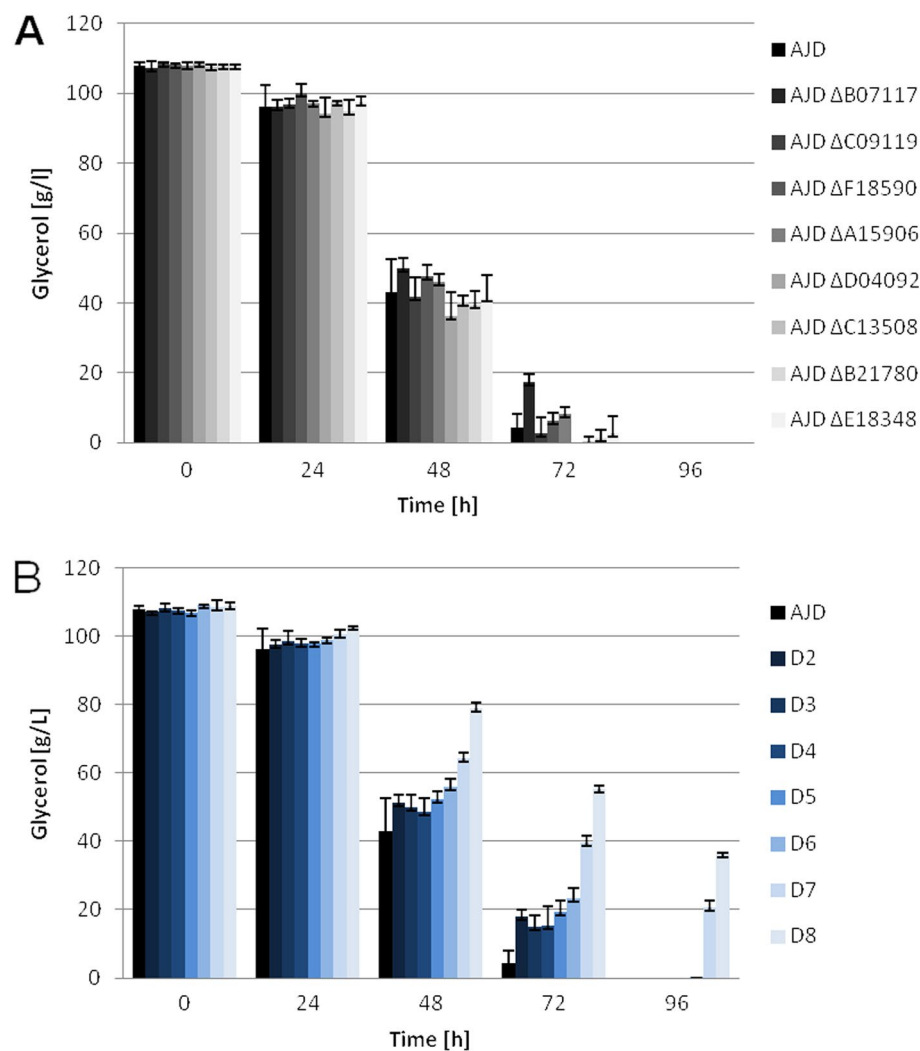 A
120
100
80
60
40
20
0
Glycerol [g/l]
0 24 48 72 96
Time [h]
AJD
AJD ΔB07117
AJD ΔC09119
AJD ΔF18590
AJD ΔA15906
AJD ΔD04092
AJD ΔC13508
AJD ΔB21780
AJD ΔE18348
B
120
100
80
60
40
20
0
Glycerol [g/L]
0 24 48 72 96
Time [h]
AJD
D2
D3
D4
D5
D6
D7
D8